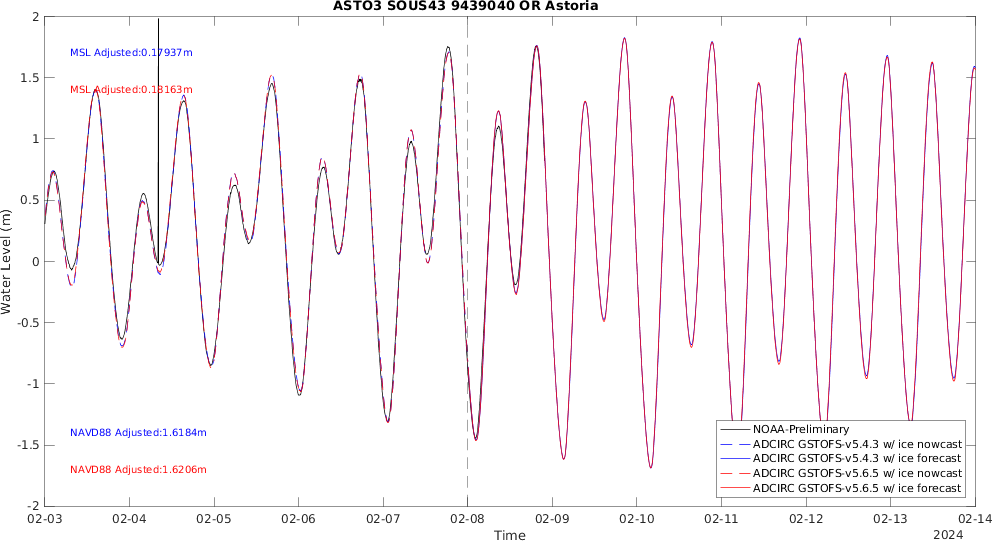 ASTO3 SOUS43 9439040 OR Astoria
2
1.5
1
0.5
0
-0.5
-1
-1.5
-2
Water Level (m)
MSL Adjusted:0.17937m
MSL Adjusted:0.18163m
NAVD88 Adjusted:1.6184m
NAVD88 Adjusted:1.6206m
NOAA-Preliminary
ADCIRC GSTOFS-v5.4.3 w/ ice nowcast
ADCIRC GSTOFS-v5.4.3 w/ ice forecast
ADCIRC GSTOFS-v5.6.5 w/ ice nowcast
ADCIRC GSTOFS-v5.6.5 w/ ice forecast
02-03 02-04 02-05 02-06 02-07 02-08 02-09 02-10 02-11 02-12 02-13 02-14
Time
2024